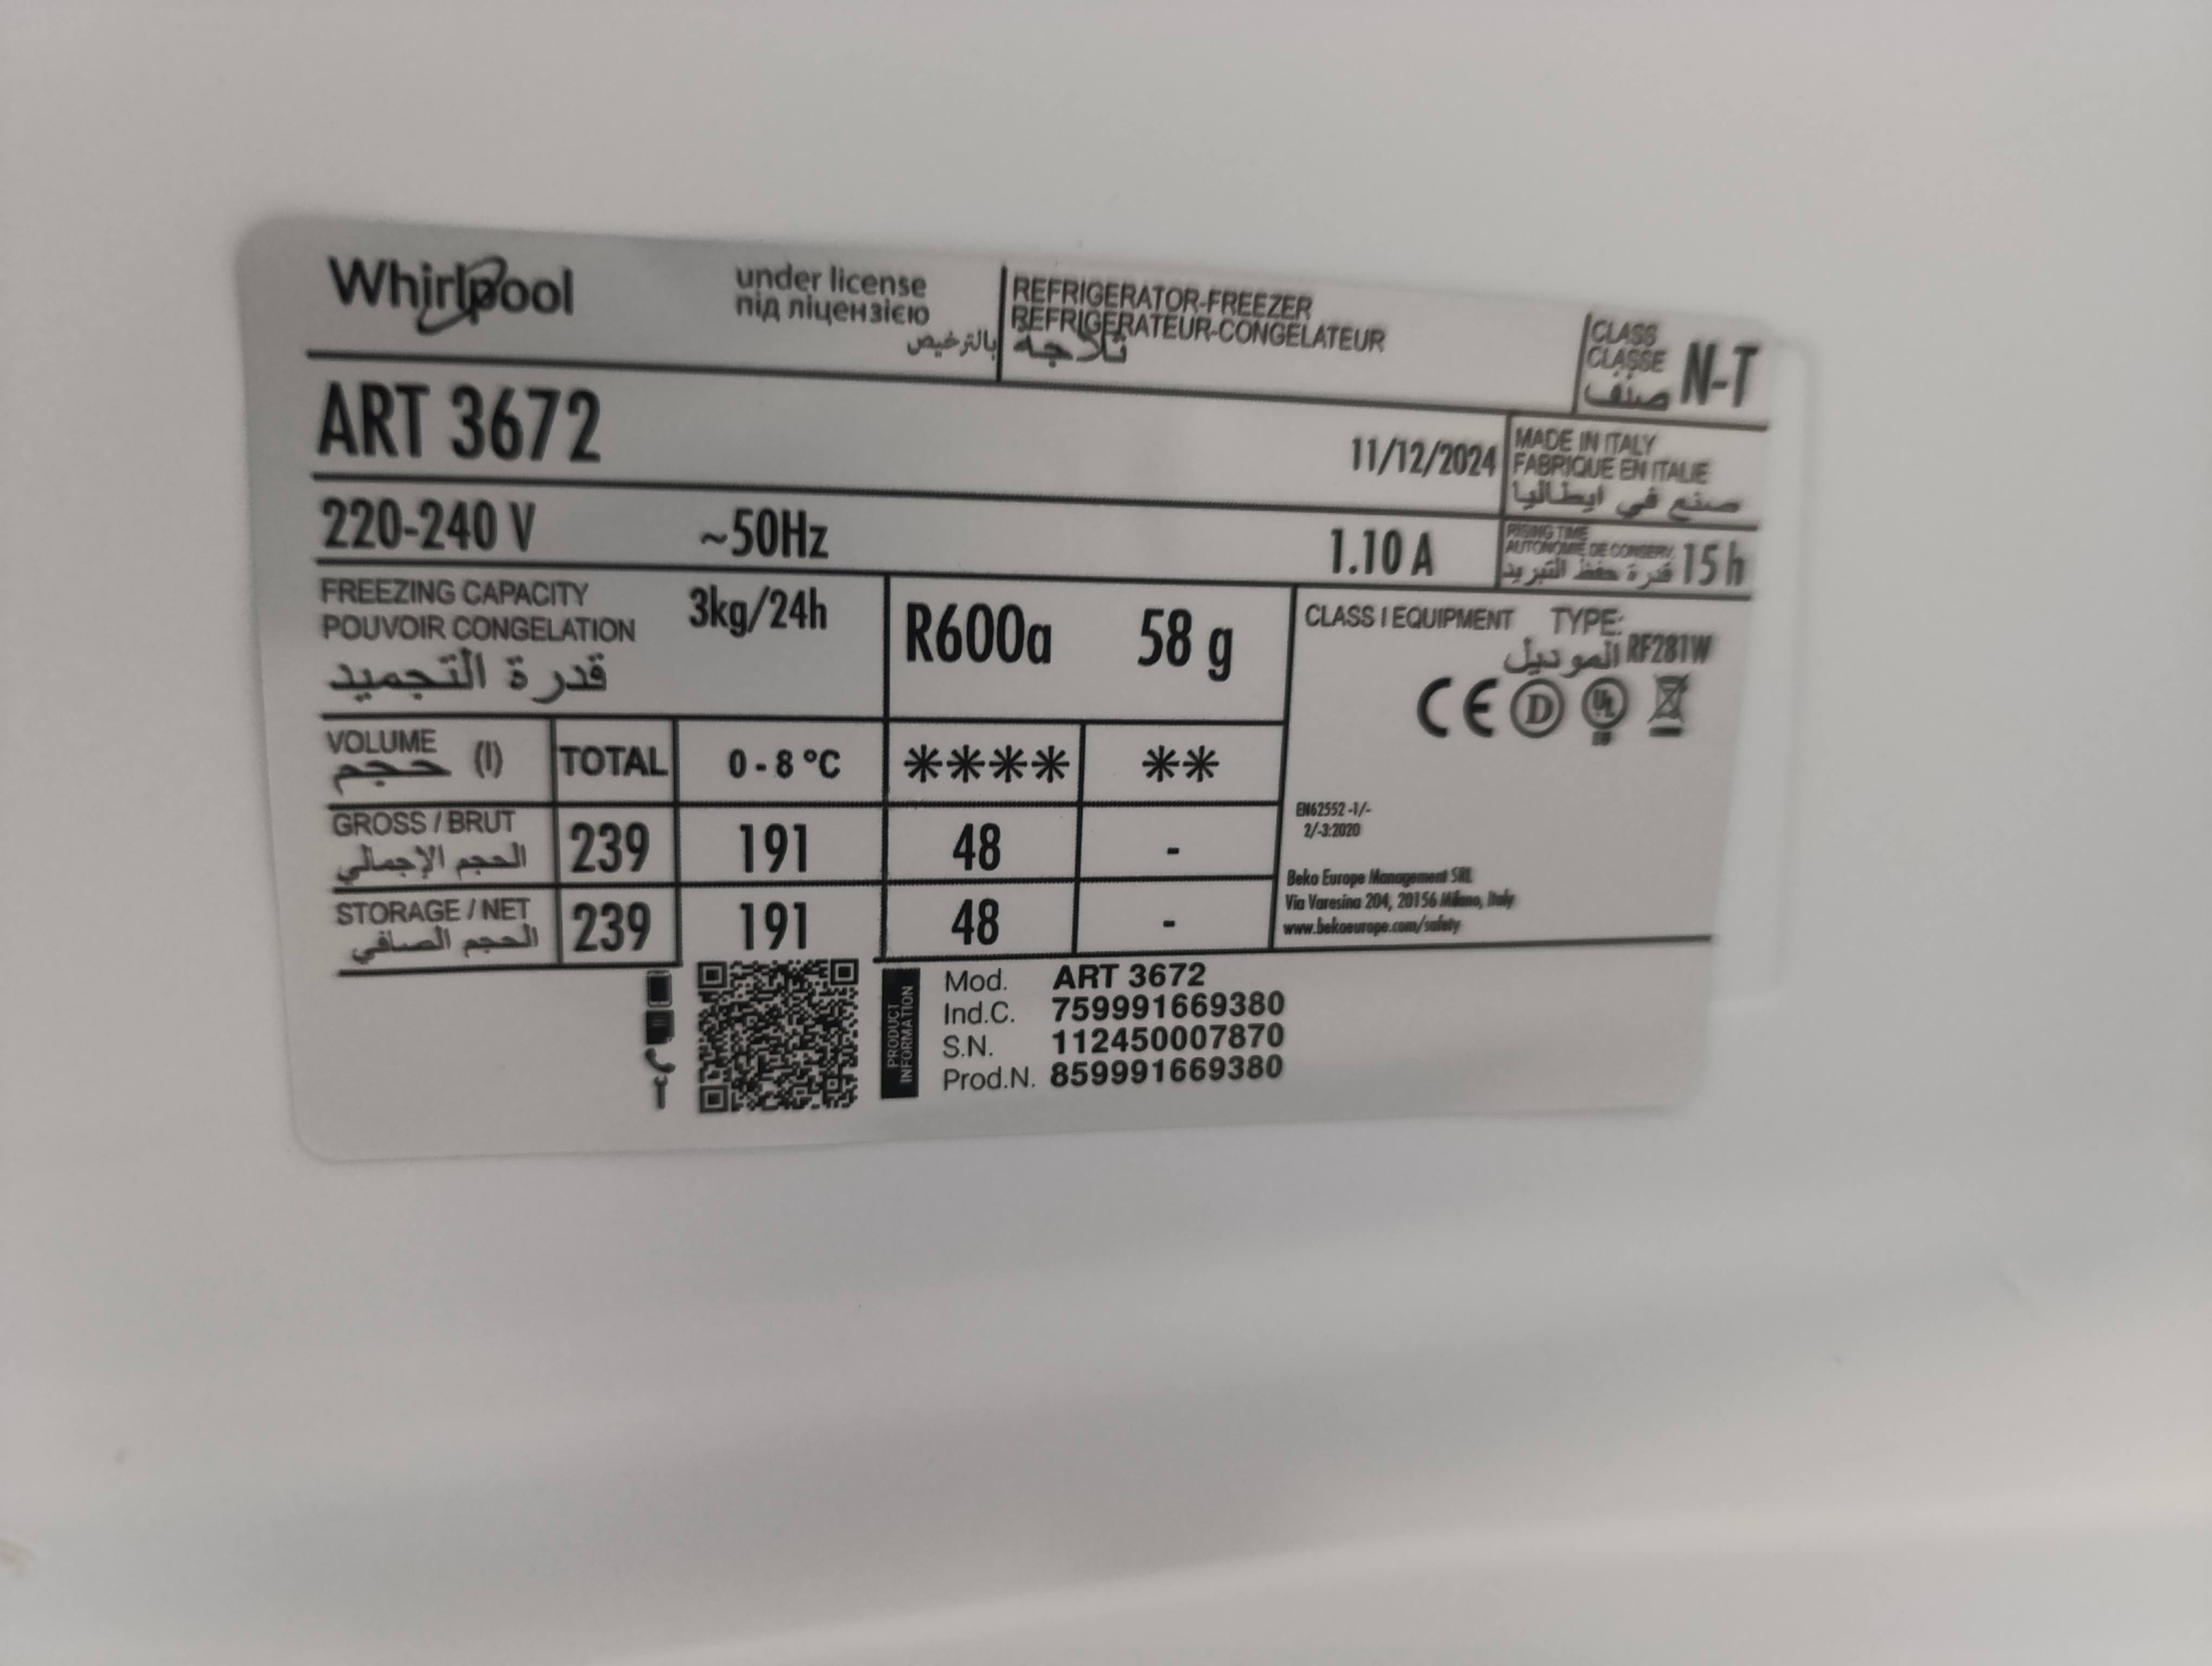 Whirlpool
under license
під ліцензією
بالترخيص
REFRIGERATOR-FREEZER
REFRIGERATEUR-CONGELATEUR
ثلاجة
CLASS
CLASSE
صنف
N-T
ART 3672
11/12/2024
MADE IN ITALY
FABRIQUE EN ITALIE
صنع في ايطاليا
220-240 V ~50Hz 1.10 A
RISING TIME
AUTONOMIE DE CONSERV.
قدرة حفظ التبريد
15 h
FREEZING CAPACITY
POUVOIR CONGELATION
قدرة التجميد
3kg/24h
R600a 58 g
CLASS I EQUIPMENT TYPE:
الموديل RF281W
CE D UL
VOLUME
حجم
(l)
TOTAL 0 - 8 °C **** **
GROSS / BRUT
الحجم الإجمالي
239 191 48 -
STORAGE / NET
الحجم الصافي
239 191 48 -
EN62552 -1/-
2/-3:2020
Beko Europe Management SRL
Via Varesina 204, 20156 Milano, Italy
www.bekoeurope.com/safety
PRODUCT
INFORMATION
Mod. ART 3672
Ind.C. 759991669380
S.N. 112450007870
Prod.N. 859991669380